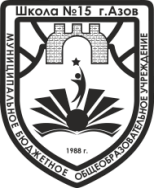 Школа №15 г.Азов
МУНИЦИПАЛЬНОЕ БЮДЖЕТНОЕ ОБЩЕОБРАЗОВАТЕЛЬНОЕ УЧРЕЖДЕНИЕ
1988 г.